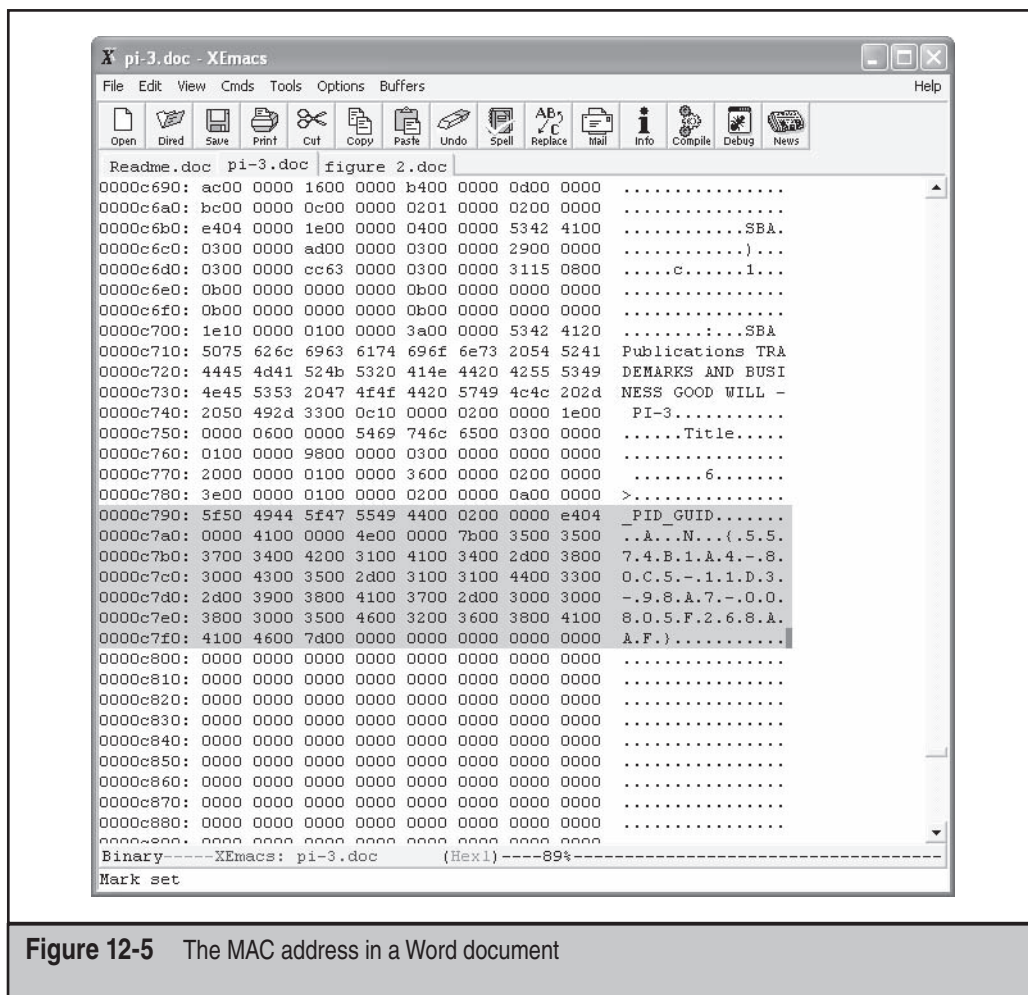 pi-3.doc - XEmacs
File Edit View Cmds Tools Options Buffers Help
Open Dired Save Print Cut Copy Paste Undo Spell Replace Mail Info Compile Debug News
Readme.doc pi-3.doc figure 2.doc
0000c690: ac00 0000 1600 0000 b400 0000 0d00 0000 ................
0000c6a0: bc00 0000 0c00 0000 0201 0000 0200 0000 ................
0000c6b0: e404 0000 1e00 0000 0400 0000 5342 4100 ............SBA.
0000c6c0: 0300 0000 ad00 0000 0300 0000 2900 0000 ............)...
0000c6d0: 0300 0000 cc63 0000 0300 0000 3115 0800 .....c......1...
0000c6e0: 0b00 0000 0000 0000 0b00 0000 0000 0000 ................
0000c6f0: 0b00 0000 0000 0000 0b00 0000 0000 0000 ................
0000c700: 1e10 0000 0100 0000 3a00 0000 5342 4120 ........:...SBA
0000c710: 5075 626c 6963 6174 696f 6e73 2054 5241 Publications TRA
0000c720: 4445 4d41 524b 5320 414e 4420 4255 5349 DEMARKS AND BUSI
0000c730: 4e45 5353 2047 4f4f 4420 5749 4c4c 202d NESS GOOD WILL -
0000c740: 2050 492d 3300 0c10 0000 0200 0000 1e00 PI-3...........
0000c750: 0000 0600 0000 5469 746c 6500 0300 0000 ......Title.....
0000c760: 0100 0000 9800 0000 0300 0000 0000 0000 ................
0000c770: 2000 0000 0100 0000 3600 0000 0200 0000 .......6.......
0000c780: 3e00 0000 0100 0000 0200 0000 0a00 0000 >...............
0000c790: 5f50 4944 5f47 5549 4400 0200 0000 e404 _PID_GUID.......
0000c7a0: 0000 4100 0000 4e00 0000 7b00 3500 3500 ..A...N...{.5.5.
0000c7b0: 3700 3400 4200 3100 4100 3400 2d00 3800 7.4.B.1.A.4.-.8.
0000c7c0: 3000 4300 3500 2d00 3100 3100 4400 3300 0.C.5.-.1.1.D.3.
0000c7d0: 2d00 3900 3800 4100 3700 2d00 3000 3000 -.9.8.A.7.-.0.0.
0000c7e0: 3800 3000 3500 4600 3200 3600 3800 4100 8.0.5.F.2.6.8.A.
0000c7f0: 4100 4600 7d00 0000 0000 0000 0000 0000 A.F.}...........
0000c800: 0000 0000 0000 0000 0000 0000 0000 0000 ................
0000c810: 0000 0000 0000 0000 0000 0000 0000 0000 ................
0000c820: 0000 0000 0000 0000 0000 0000 0000 0000 ................
0000c830: 0000 0000 0000 0000 0000 0000 0000 0000 ................
0000c840: 0000 0000 0000 0000 0000 0000 0000 0000 ................
0000c850: 0000 0000 0000 0000 0000 0000 0000 0000 ................
0000c860: 0000 0000 0000 0000 0000 0000 0000 0000 ................
0000c870: 0000 0000 0000 0000 0000 0000 0000 0000 ................
0000c880: 0000 0000 0000 0000 0000 0000 0000 0000 ................
Binary-----XEmacs: pi-3.doc (Hexl)----89%-------------------------------------
Mark set
Figure 12-5 The MAC address in a Word document